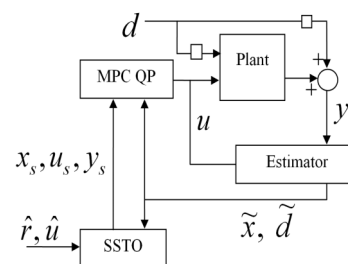 d
MPC QP
Plant
+
+
y
u
x_s, u_s, y_s
Estimator
x̃, d̃
r̂, û
SSTO